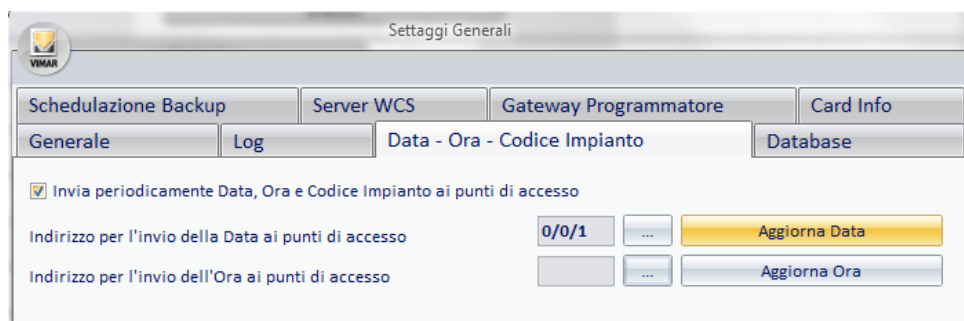 Settaggi Generali
VIMAR
Schedulazione Backup Server WCS Gateway Programmatore Card Info
Generale Log Data - Ora - Codice Impianto Database
Invia periodicamente Data, Ora e Codice Impianto ai punti di accesso
Indirizzo per l'invio della Data ai punti di accesso 0/0/1 ... Aggiorna Data
Indirizzo per l'invio dell'Ora ai punti di accesso ... Aggiorna Ora